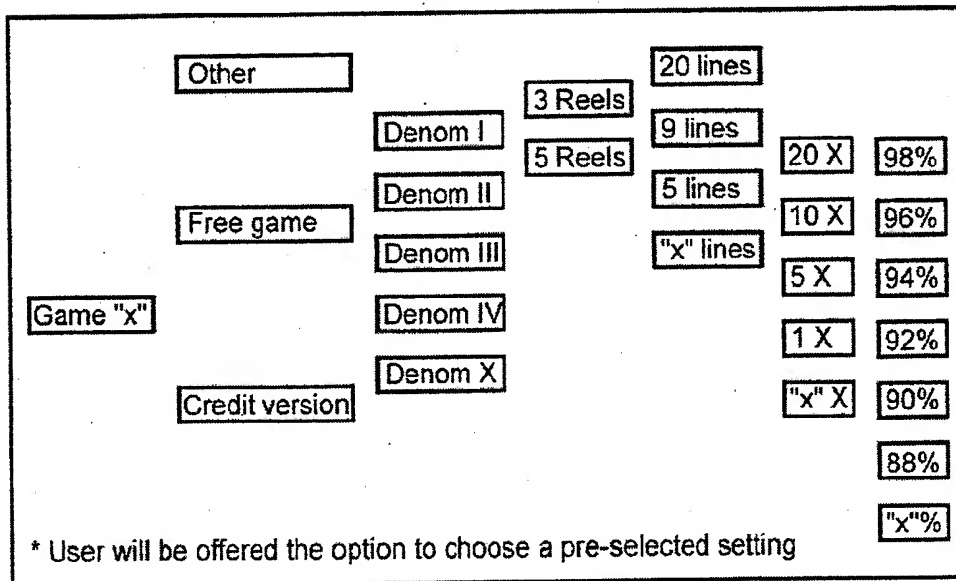 Game "x"
Other
Free game
Credit version
Denom I
Denom II
Denom III
Denom IV
Denom X
3 Reels
5 Reels
20 lines
9 lines
5 lines
"x" lines
20 X
10 X
5 X
1 X
"x" X
98%
96%
94%
92%
90%
88%
"x"%
* User will be offered the option to choose a pre-selected setting